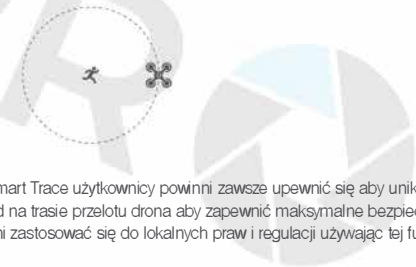 mart Trace użytkownicy powinni zawsze upewnić się aby unik
d na trasie przelotu drona aby zapewnić maksymalne bezpie
ni zastosować się do lokalnych praw i regulacji używając tej fu